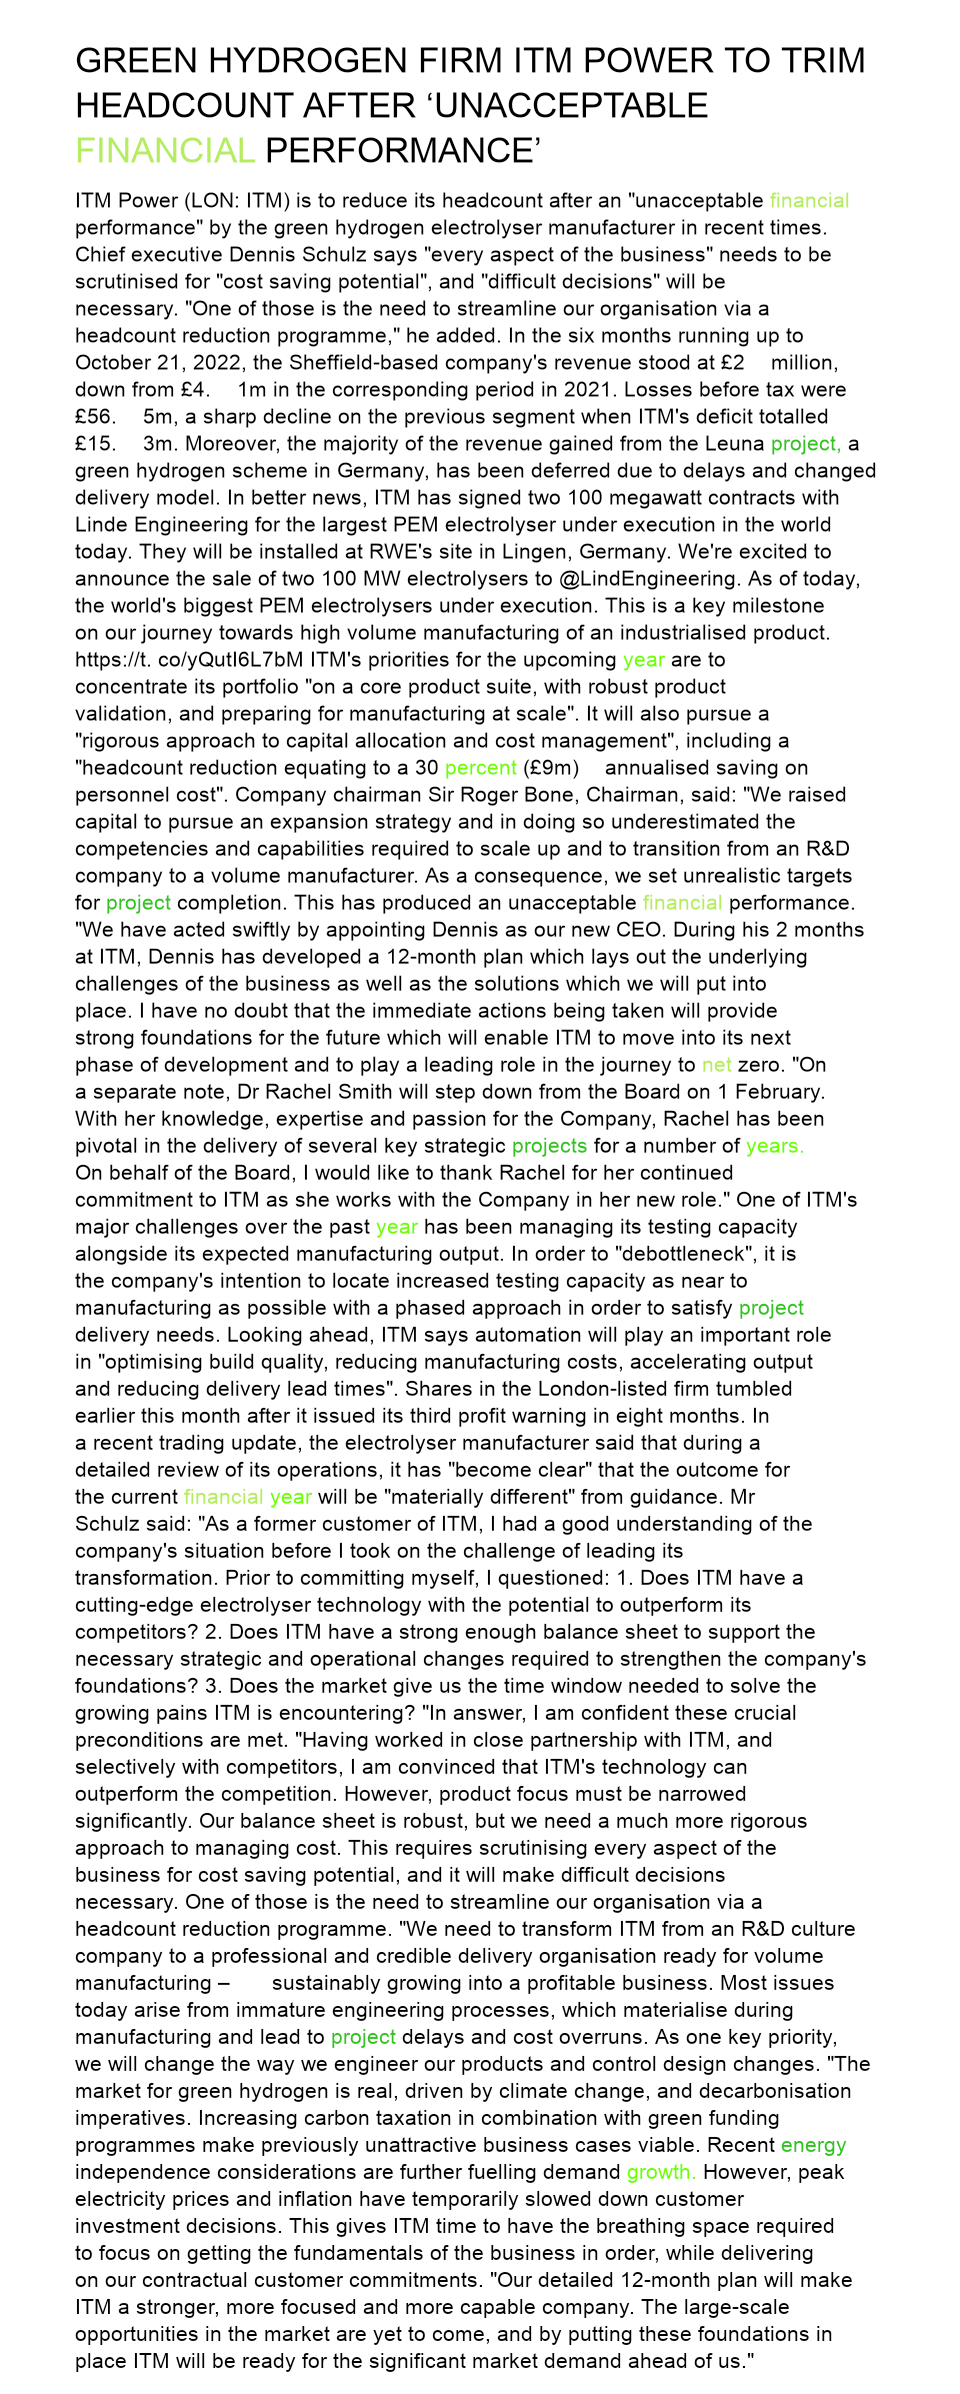 GREEN HYDROGEN FIRM ITM POWER TO TRIM
HEADCOUNT AFTER ‘UNACCEPTABLE
FINANCIAL PERFORMANCE’
ITM Power (LON: ITM) is to reduce its headcount after an "unacceptable financial
performance" by the green hydrogen electrolyser manufacturer in recent times.
Chief executive Dennis Schulz says "every aspect of the business" needs to be
scrutinised for "cost saving potential", and "difficult decisions" will be
necessary. "One of those is the need to streamline our organisation via a
headcount reduction programme," he added. In the six months running up to
October 21, 2022, the Sheffield-based company's revenue stood at £2 million,
down from £4. 1m in the corresponding period in 2021. Losses before tax were
£56. 5m, a sharp decline on the previous segment when ITM's deficit totalled
£15. 3m. Moreover, the majority of the revenue gained from the Leuna project, a
green hydrogen scheme in Germany, has been deferred due to delays and changed
delivery model. In better news, ITM has signed two 100 megawatt contracts with
Linde Engineering for the largest PEM electrolyser under execution in the world
today. They will be installed at RWE's site in Lingen, Germany. We're excited to
announce the sale of two 100 MW electrolysers to @LindEngineering. As of today,
the world's biggest PEM electrolysers under execution. This is a key milestone
on our journey towards high volume manufacturing of an industrialised product.
https://t. co/yQutI6L7bM ITM's priorities for the upcoming year are to
concentrate its portfolio "on a core product suite, with robust product
validation, and preparing for manufacturing at scale". It will also pursue a
"rigorous approach to capital allocation and cost management", including a
"headcount reduction equating to a 30 percent (£9m) annualised saving on
personnel cost". Company chairman Sir Roger Bone, Chairman, said: "We raised
capital to pursue an expansion strategy and in doing so underestimated the
competencies and capabilities required to scale up and to transition from an R&D
company to a volume manufacturer. As a consequence, we set unrealistic targets
for project completion. This has produced an unacceptable financial performance.
"We have acted swiftly by appointing Dennis as our new CEO. During his 2 months
at ITM, Dennis has developed a 12-month plan which lays out the underlying
challenges of the business as well as the solutions which we will put into
place. I have no doubt that the immediate actions being taken will provide
strong foundations for the future which will enable ITM to move into its next
phase of development and to play a leading role in the journey to net zero. "On
a separate note, Dr Rachel Smith will step down from the Board on 1 February.
With her knowledge, expertise and passion for the Company, Rachel has been
pivotal in the delivery of several key strategic projects for a number of years.
On behalf of the Board, I would like to thank Rachel for her continued
commitment to ITM as she works with the Company in her new role." One of ITM's
major challenges over the past year has been managing its testing capacity
alongside its expected manufacturing output. In order to "debottleneck", it is
the company's intention to locate increased testing capacity as near to
manufacturing as possible with a phased approach in order to satisfy project
delivery needs. Looking ahead, ITM says automation will play an important role
in "optimising build quality, reducing manufacturing costs, accelerating output
and reducing delivery lead times". Shares in the London-listed firm tumbled
earlier this month after it issued its third profit warning in eight months. In
a recent trading update, the electrolyser manufacturer said that during a
detailed review of its operations, it has "become clear" that the outcome for
the current financial year will be "materially different" from guidance. Mr
Schulz said: "As a former customer of ITM, I had a good understanding of the
company's situation before I took on the challenge of leading its
transformation. Prior to committing myself, I questioned: 1. Does ITM have a
cutting-edge electrolyser technology with the potential to outperform its
competitors? 2. Does ITM have a strong enough balance sheet to support the
necessary strategic and operational changes required to strengthen the company's
foundations? 3. Does the market give us the time window needed to solve the
growing pains ITM is encountering? "In answer, I am confident these crucial
preconditions are met. "Having worked in close partnership with ITM, and
selectively with competitors, I am convinced that ITM's technology can
outperform the competition. However, product focus must be narrowed
significantly. Our balance sheet is robust, but we need a much more rigorous
approach to managing cost. This requires scrutinising every aspect of the
business for cost saving potential, and it will make difficult decisions
necessary. One of those is the need to streamline our organisation via a
headcount reduction programme. "We need to transform ITM from an R&D culture
company to a professional and credible delivery organisation ready for volume
manufacturing – sustainably growing into a profitable business. Most issues
today arise from immature engineering processes, which materialise during
manufacturing and lead to project delays and cost overruns. As one key priority,
we will change the way we engineer our products and control design changes. "The
market for green hydrogen is real, driven by climate change, and decarbonisation
imperatives. Increasing carbon taxation in combination with green funding
programmes make previously unattractive business cases viable. Recent energy
independence considerations are further fuelling demand growth. However, peak
electricity prices and inflation have temporarily slowed down customer
investment decisions. This gives ITM time to have the breathing space required
to focus on getting the fundamentals of the business in order, while delivering
on our contractual customer commitments. "Our detailed 12-month plan will make
ITM a stronger, more focused and more capable company. The large-scale
opportunities in the market are yet to come, and by putting these foundations in
place ITM will be ready for the significant market demand ahead of us."